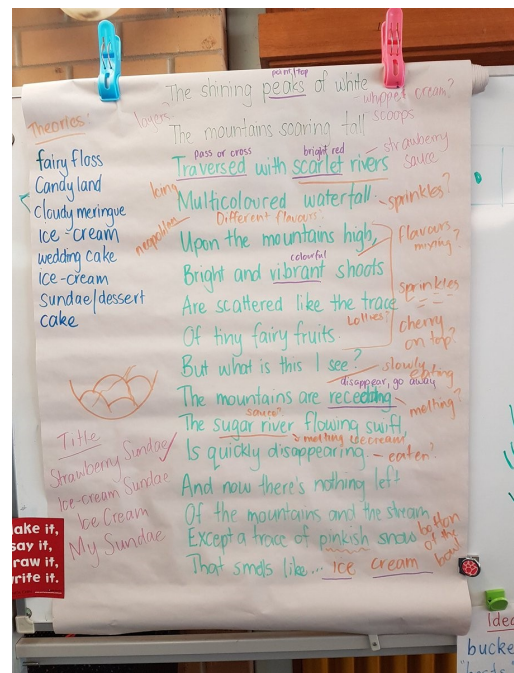 point/top
The shining peaks of white
- whipped cream?
Theories:
layers
scoops
The mountains soaring tall
- strawberry sauce
pass or cross
bright red
fairy floss
Traversed with scarlet rivers
Candy land
Icing
Multicoloured waterfall
- sprinkles?
Cloudy meringue
Different flavours
neopolitan
Ice cream
Upon the mountains high,
flavours mixing?
wedding cake
colourful
Ice-cream
Bright and vibrant shoots
Sundae/dessert
Are scattered like the trace
sprinkles
cake
Lollies?
Of tiny fairy fruits.
cherry on top?
But what is this I see?
- slowly eating
disappear, go away
The mountains are receding
melting?
sauce?
The sugar river flowing swift,
melting icecream
Title
Is quickly disappearing.
- eaten?
Strawberry Sundae
And now there's nothing left
Ice-cream Sundae
Of the mountains and the stream
Ice Cream
Except a trace of pinkish snow
bottom of the bowl
My Sundae
That smells like... Ice cream
ake it,
say it,
raw it,
rite it.
Idea
bucke